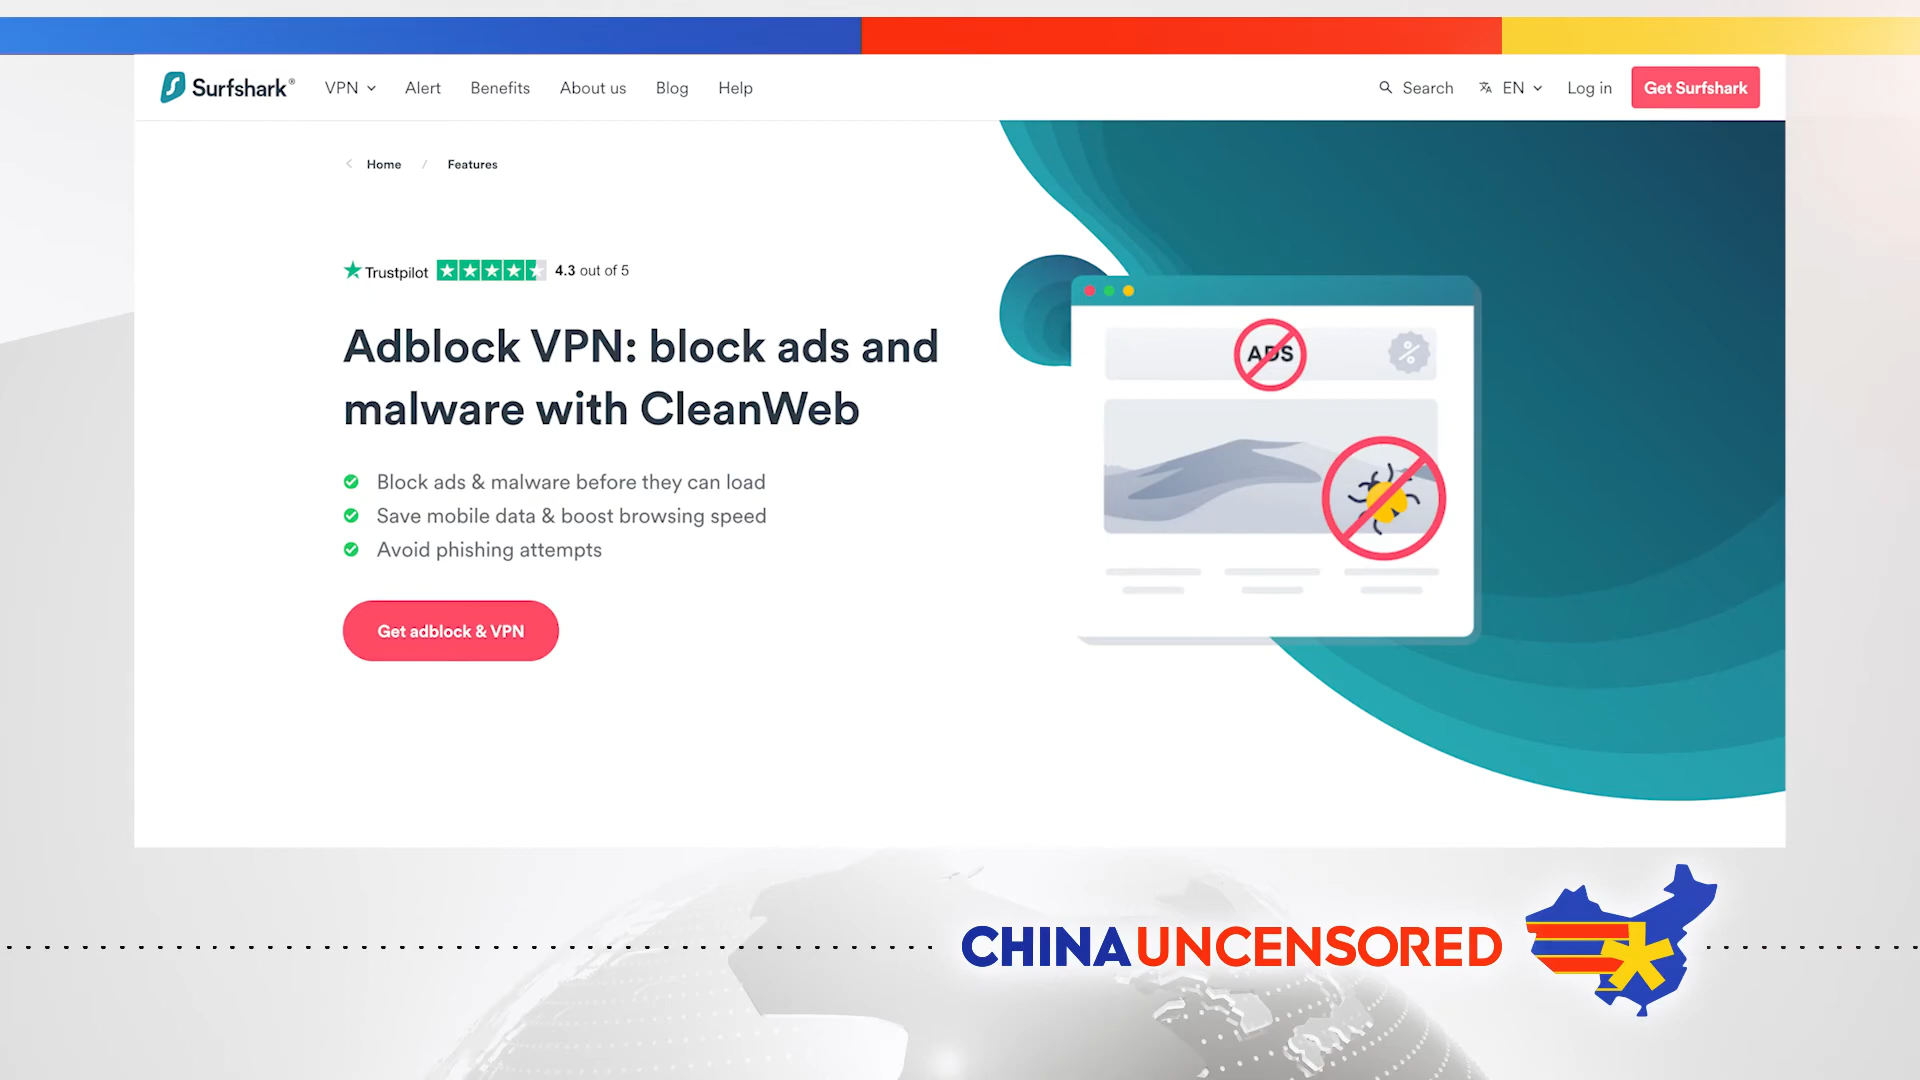 Surfshark®
VPN
Alert
Benefits
About us
Blog
Help
Search
EN
Log in
Get Surfshark
Home / Features
Trustpilot 4.3 out of 5
Adblock VPN: block ads and
malware with CleanWeb
Block ads & malware before they can load
Save mobile data & boost browsing speed
Avoid phishing attempts
Get adblock & VPN
ADS
%
CHINA UNCENSORED